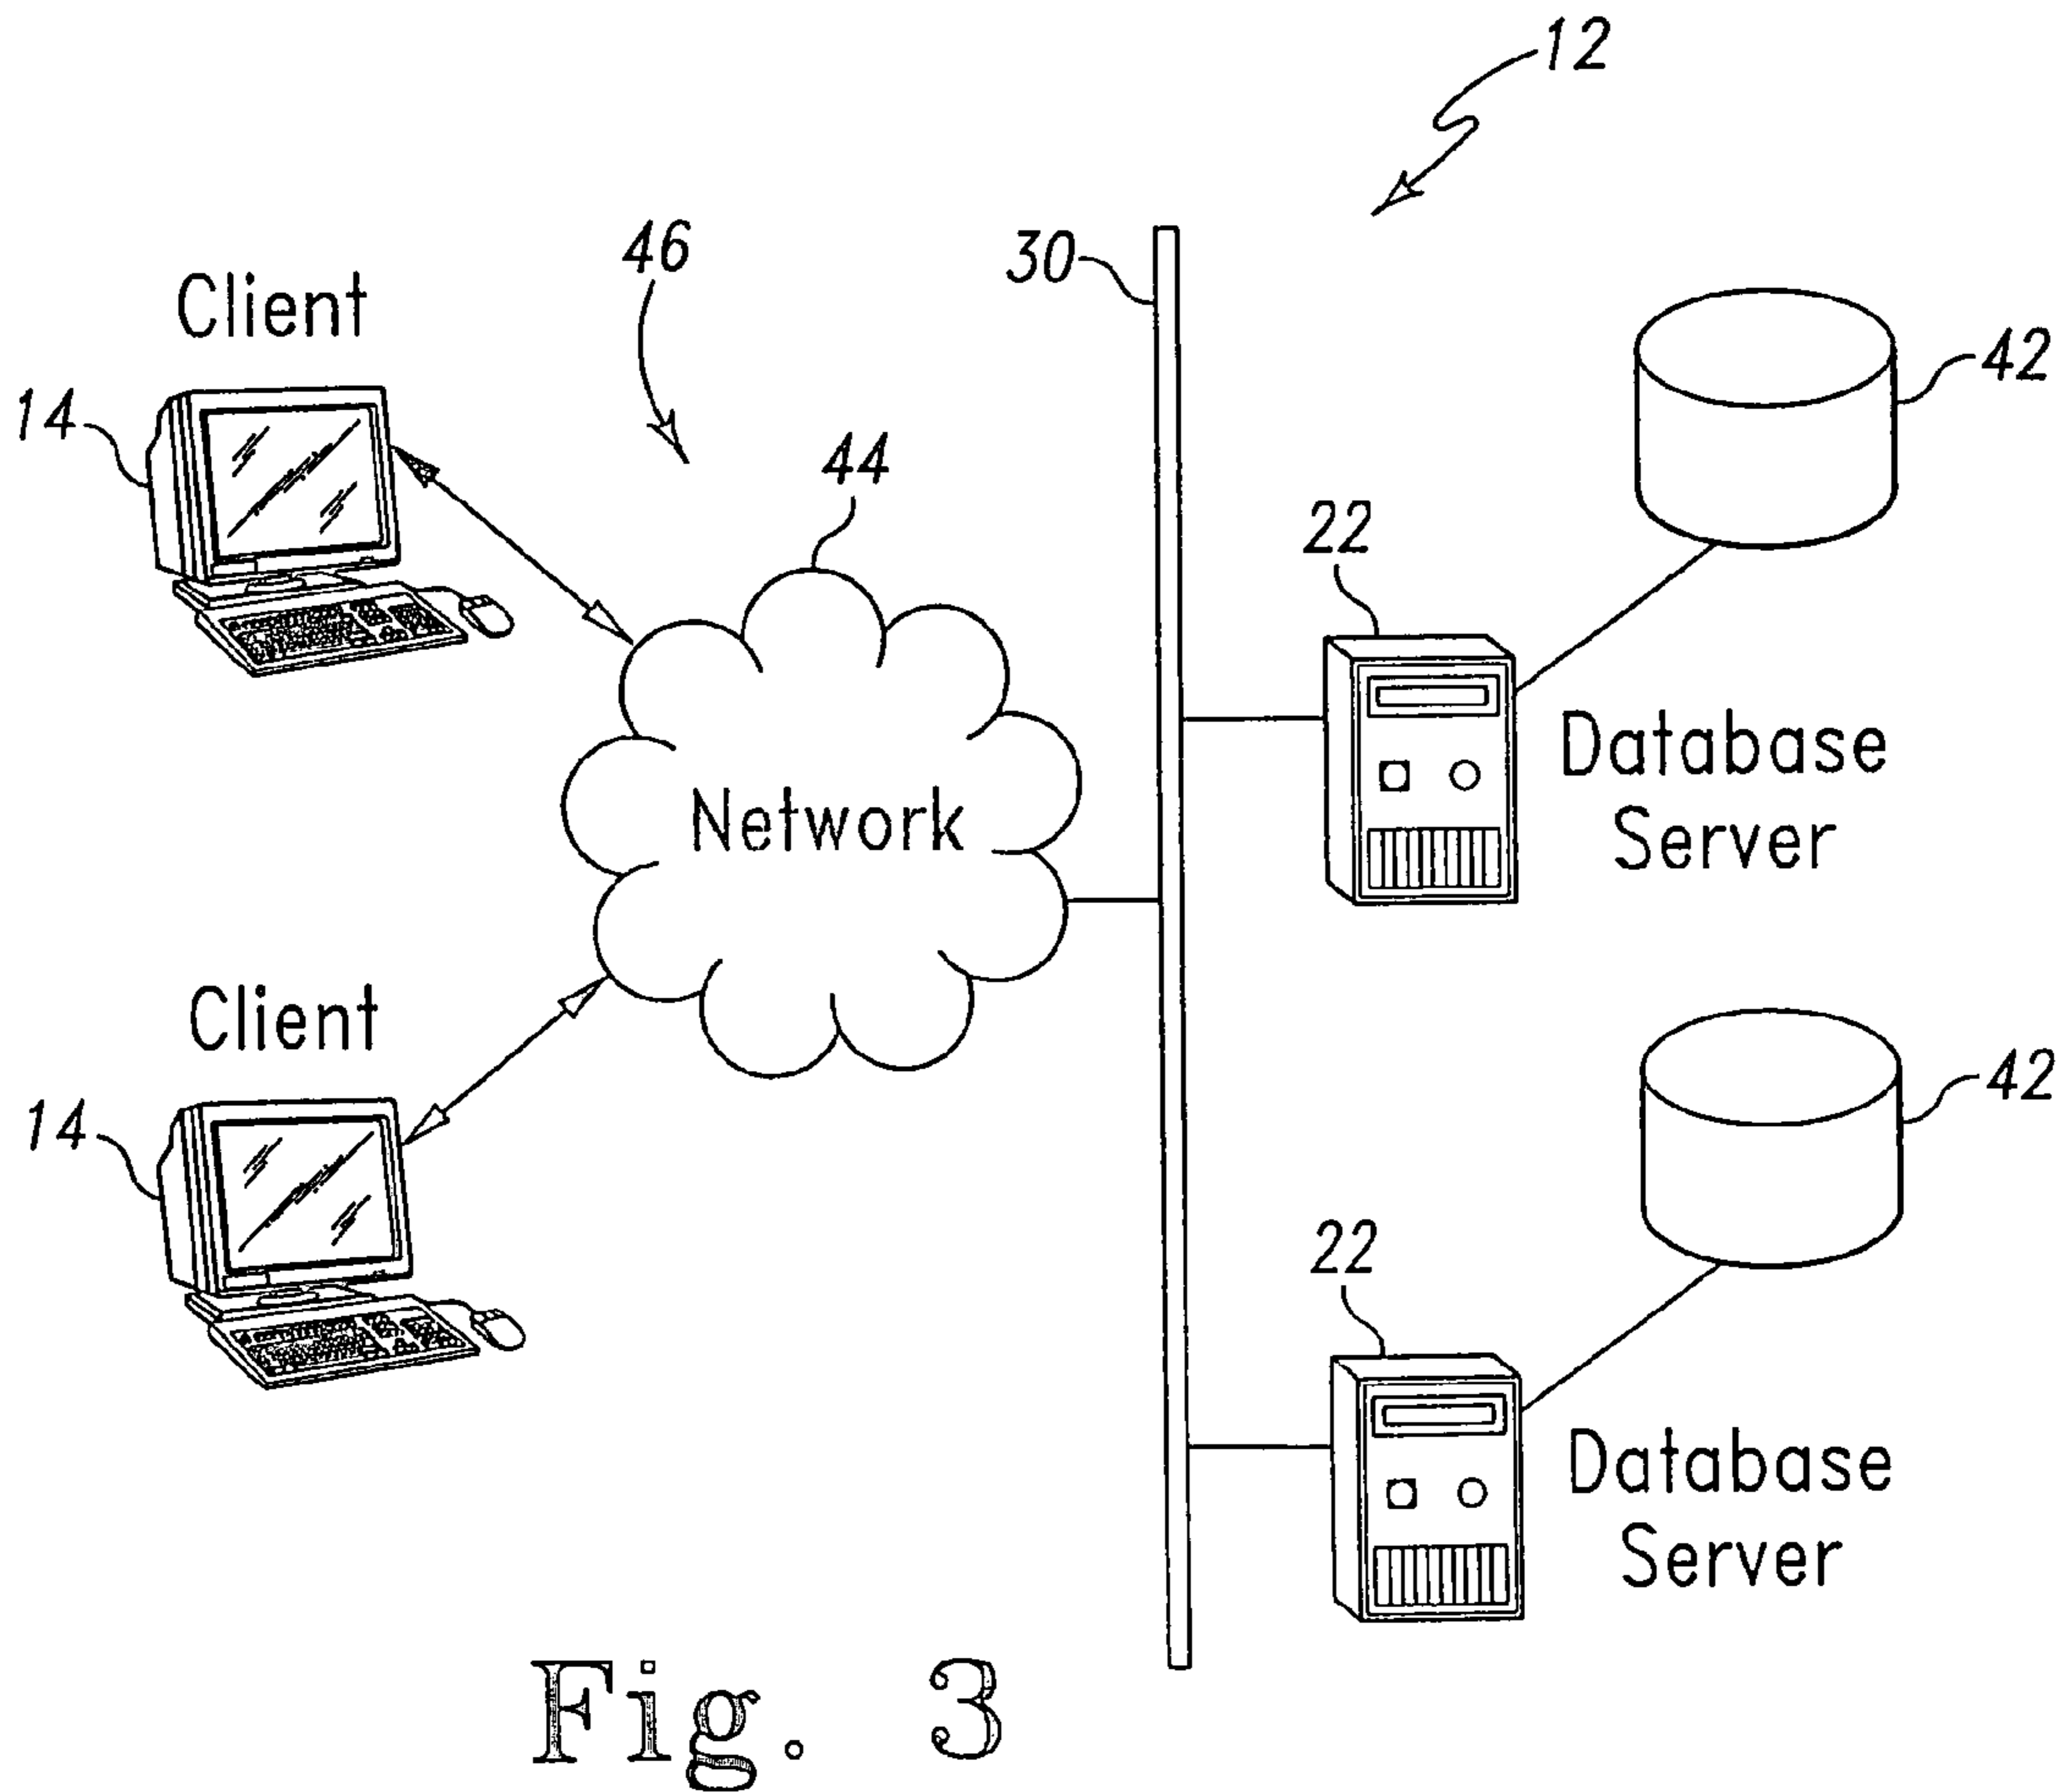 12
46
30
Client
42
14
44
22
Database
Server
Network
Client
42
14
22
Database
Server
Fig. 3